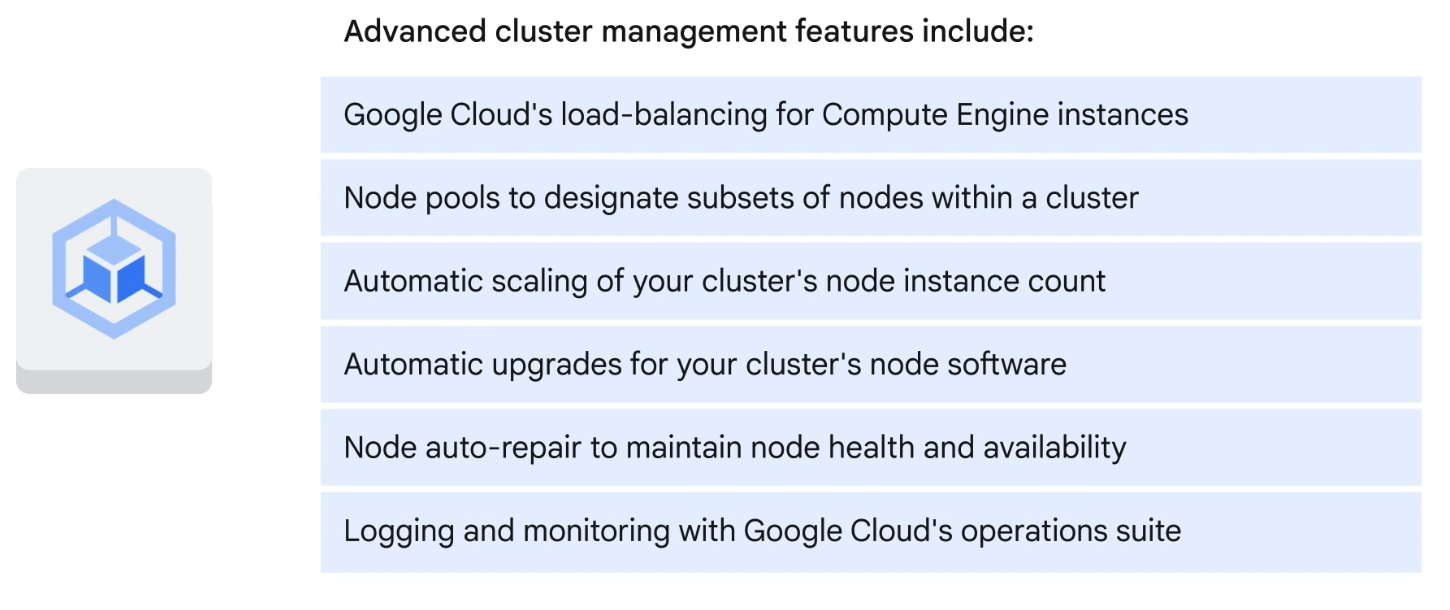 Advanced cluster management features include:
Google Cloud's load-balancing for Compute Engine instances
Node pools to designate subsets of nodes within a cluster
Automatic scaling of your cluster's node instance count
Automatic upgrades for your cluster's node software
Node auto-repair to maintain node health and availability
Logging and monitoring with Google Cloud's operations suite